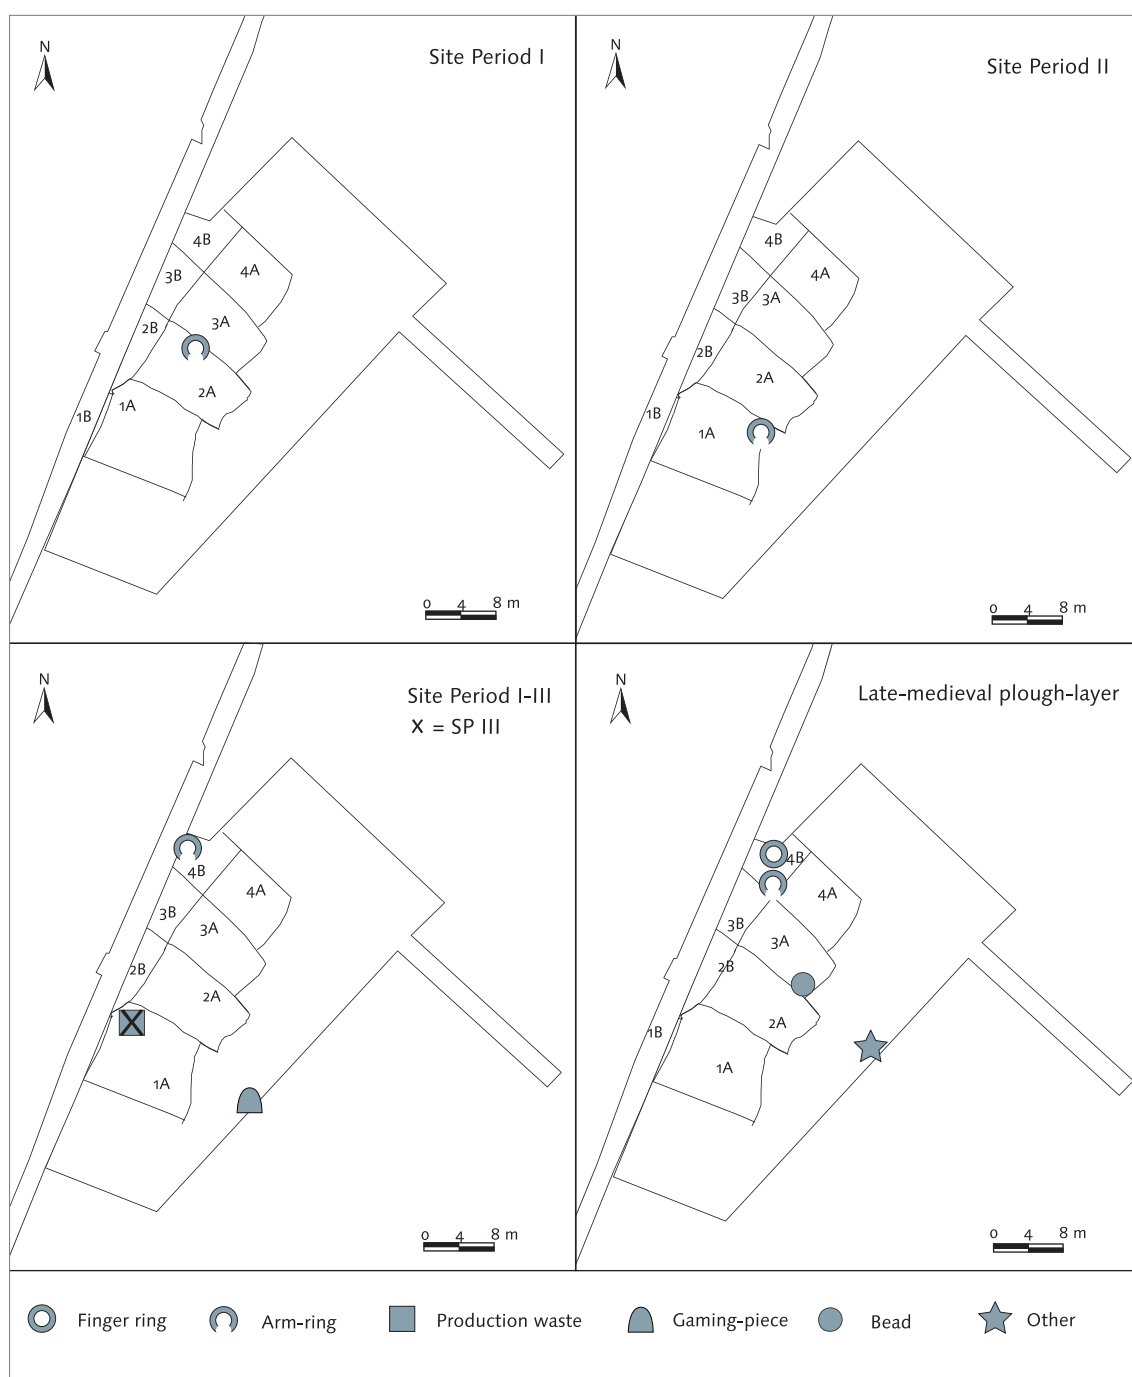 N
Site Period I
4B
4A
3B
3A
2B
2A
1A
1B
0 4 8 m
N
Site Period II
4B
4A
3B 3A
2B
2A
1B
1A
0 4 8 m
N
Site Period I-III
X = SP III
4B
4A
3B
3A
2B
2A
X
1A
0 4 8 m
N
Late-medieval plough-layer
4B
4A
3B
3A
2B
2A
1B
1A
0 4 8 m
Finger ring Arm-ring Production waste Gaming-piece Bead Other